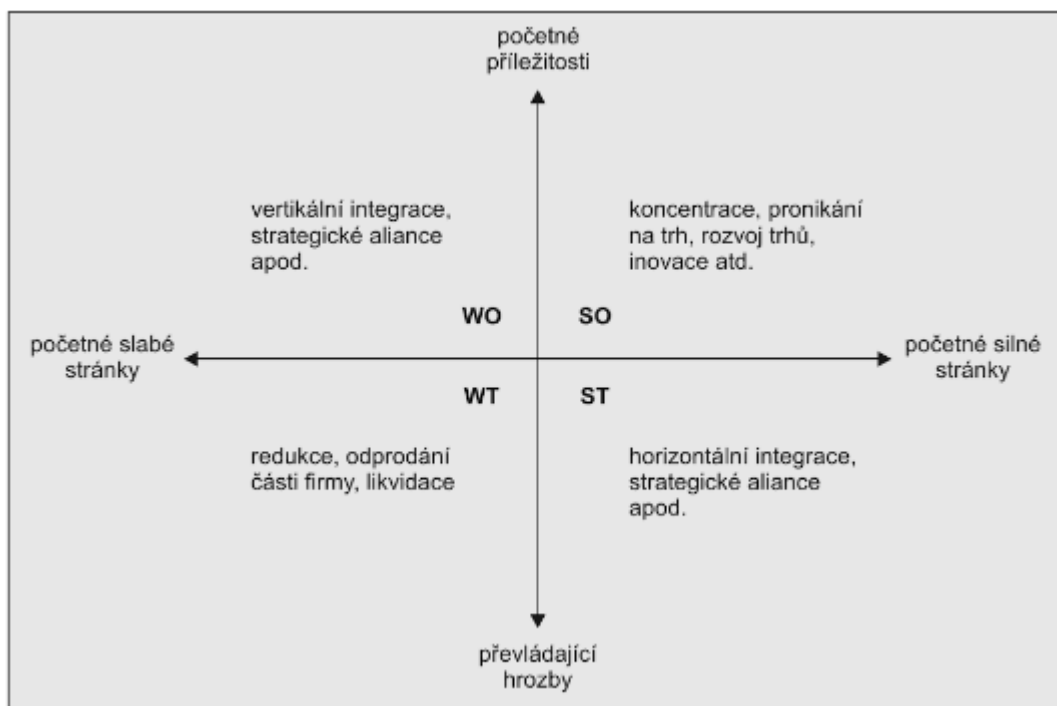 početné
příležitosti
vertikální integrace,
strategické aliance
apod.
koncentrace, pronikání
na trh, rozvoj trhů,
inovace atd.
WO
SO
početné slabé
stránky
početné silné
stránky
WT
ST
redukce, odprodání
části firmy, likvidace
horizontální integrace,
strategické aliance
apod.
převládající
hrozby